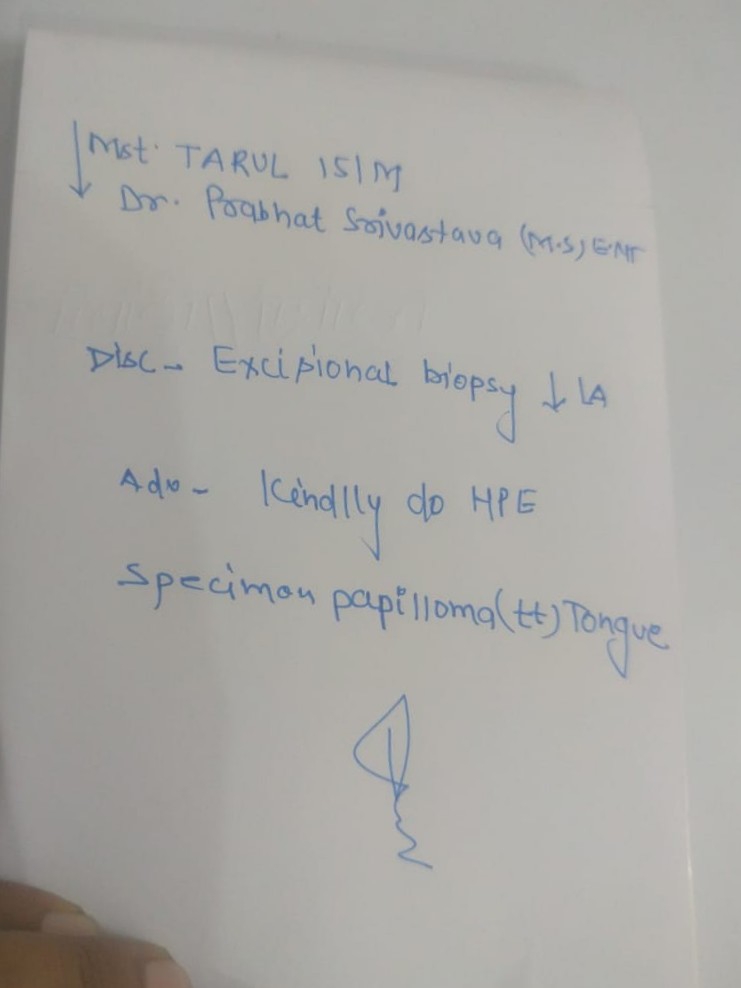 Mst. TARUL 15/M
Dr. Prabhat Srivastava (M.S) ENT
Disc - Excisional biopsy ↓ LA
Adv - Kindlly do HPE
Specimen papilloma (tt) Tongue